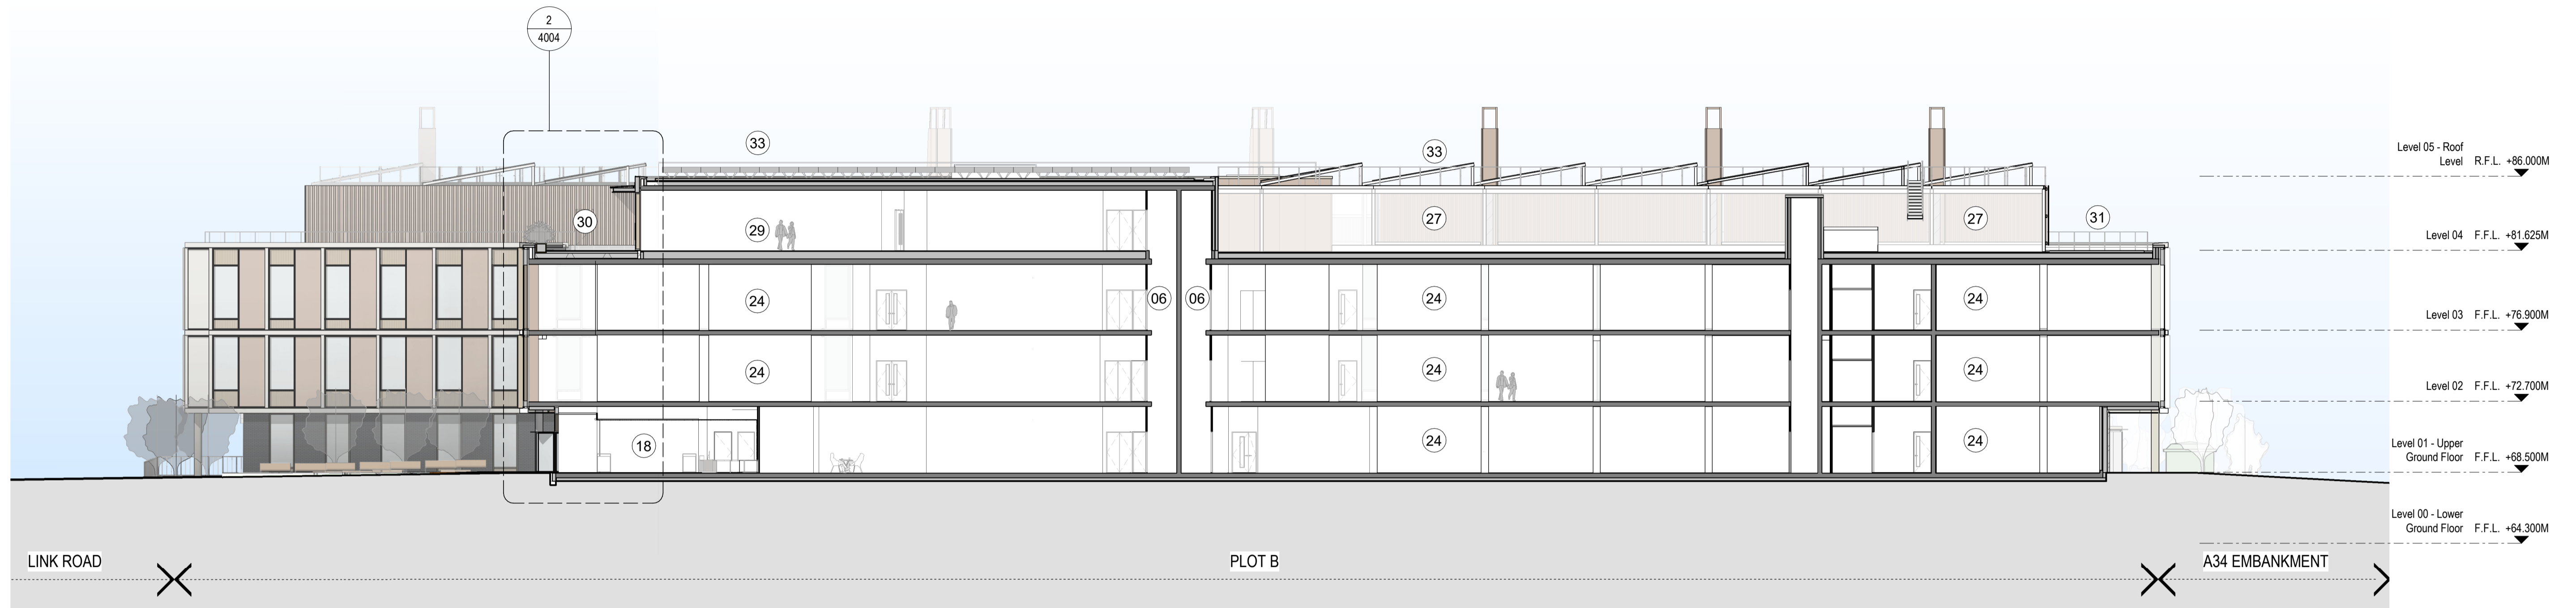 2
4004
33
33
Level 05 - Roof
Level R.F.L. +86.000M
30
29
27
27
31
Level 04 F.F.L. +81.625M
24
06
06
24
24
Level 03 F.F.L. +76.900M
24
24
24
Level 02 F.F.L. +72.700M
18
24
24
Level 01 - Upper
Ground Floor F.F.L. +68.500M
Level 00 - Lower
Ground Floor F.F.L. +64.300M
LINK ROAD
PLOT B
A34 EMBANKMENT